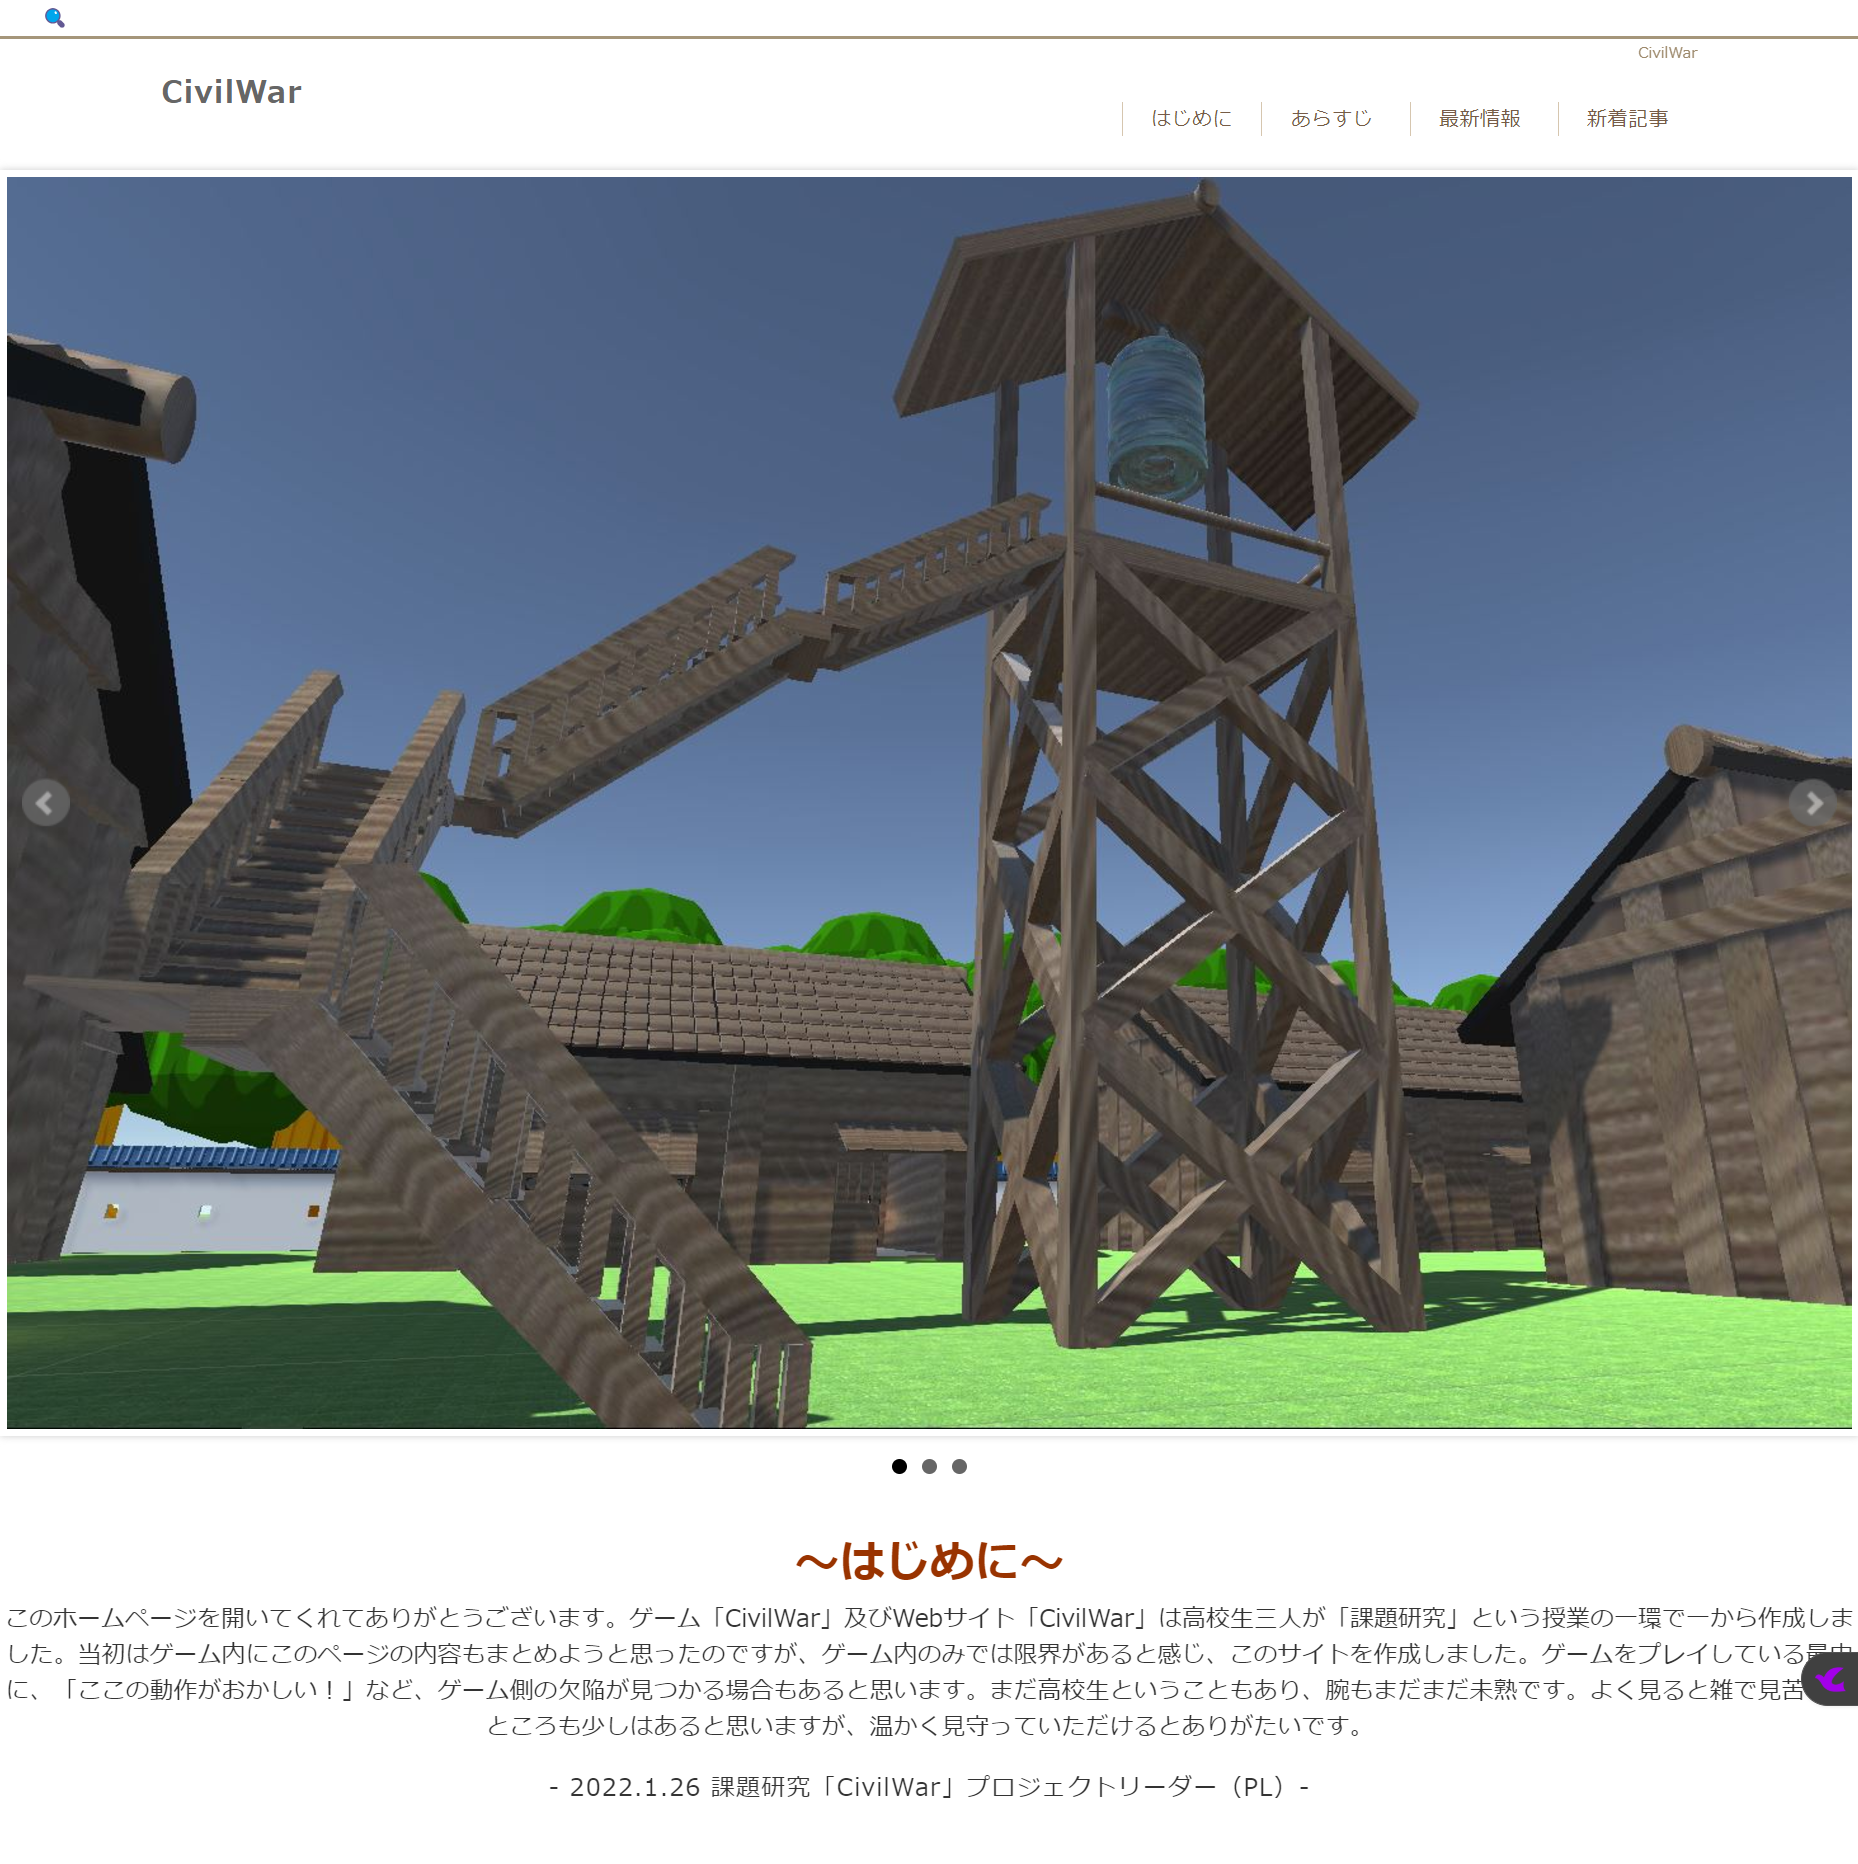 CivilWar
CivilWar
はじめに
あらすじ
最新情報
新着記事
～はじめに～
このホームページを開いてくれてありがとうございます。ゲーム「CivilWar」及びWebサイト「CivilWar」は高校生三人が「課題研究」という授業の一環で一から作成しま
した。当初はゲーム内にこのページの内容もまとめようと思ったのですが、ゲーム内のみでは限界があると感じ、このサイトを作成しました。ゲームをプレイしている最中
に、「ここの動作がおかしい！」など、ゲーム側の欠陥が見つかる場合もあると思います。まだ高校生ということもあり、腕もまだまだ未熟です。よく見ると雑で見苦
ところも少しはあると思いますが、温かく見守っていただけるとありがたいです。
- 2022.1.26 課題研究「CivilWar」プロジェクトリーダー（PL）-